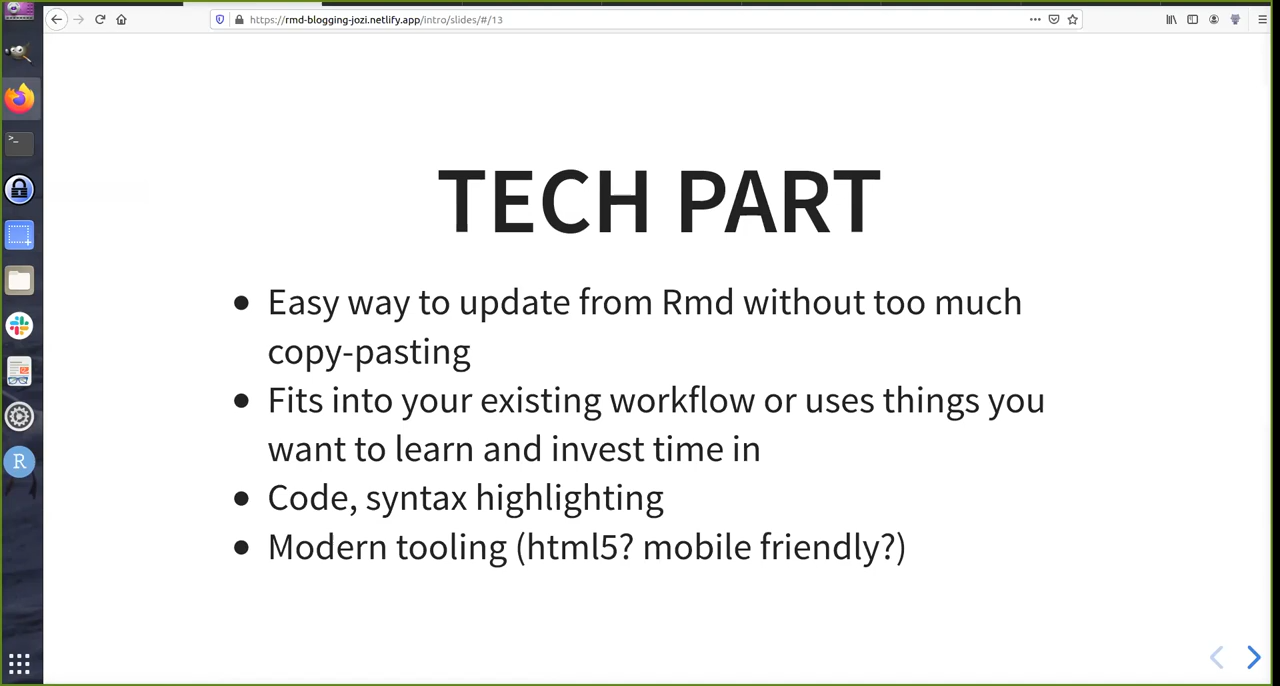 https://rmd-blogging-jozi.netlify.app/intro/slides/#/13
TECH PART
• Easy way to update from Rmd without too much
copy-pasting
• Fits into your existing workflow or uses things you
want to learn and invest time in
• Code, syntax highlighting
• Modern tooling (html5? mobile friendly?)
R